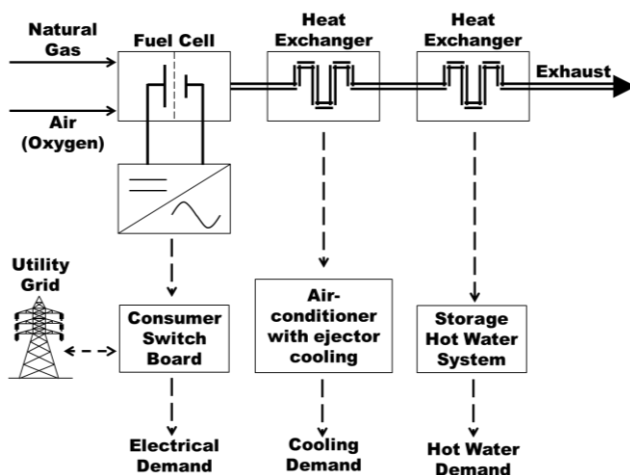 Natural
Gas
Fuel Cell
Heat
Exchanger
Heat
Exchanger
Exhaust
Air
(Oxygen)
Utility
Grid
Consumer
Switch
Board
Air-
conditioner
with ejector
cooling
Storage
Hot Water
System
Electrical
Demand
Cooling
Demand
Hot Water
Demand